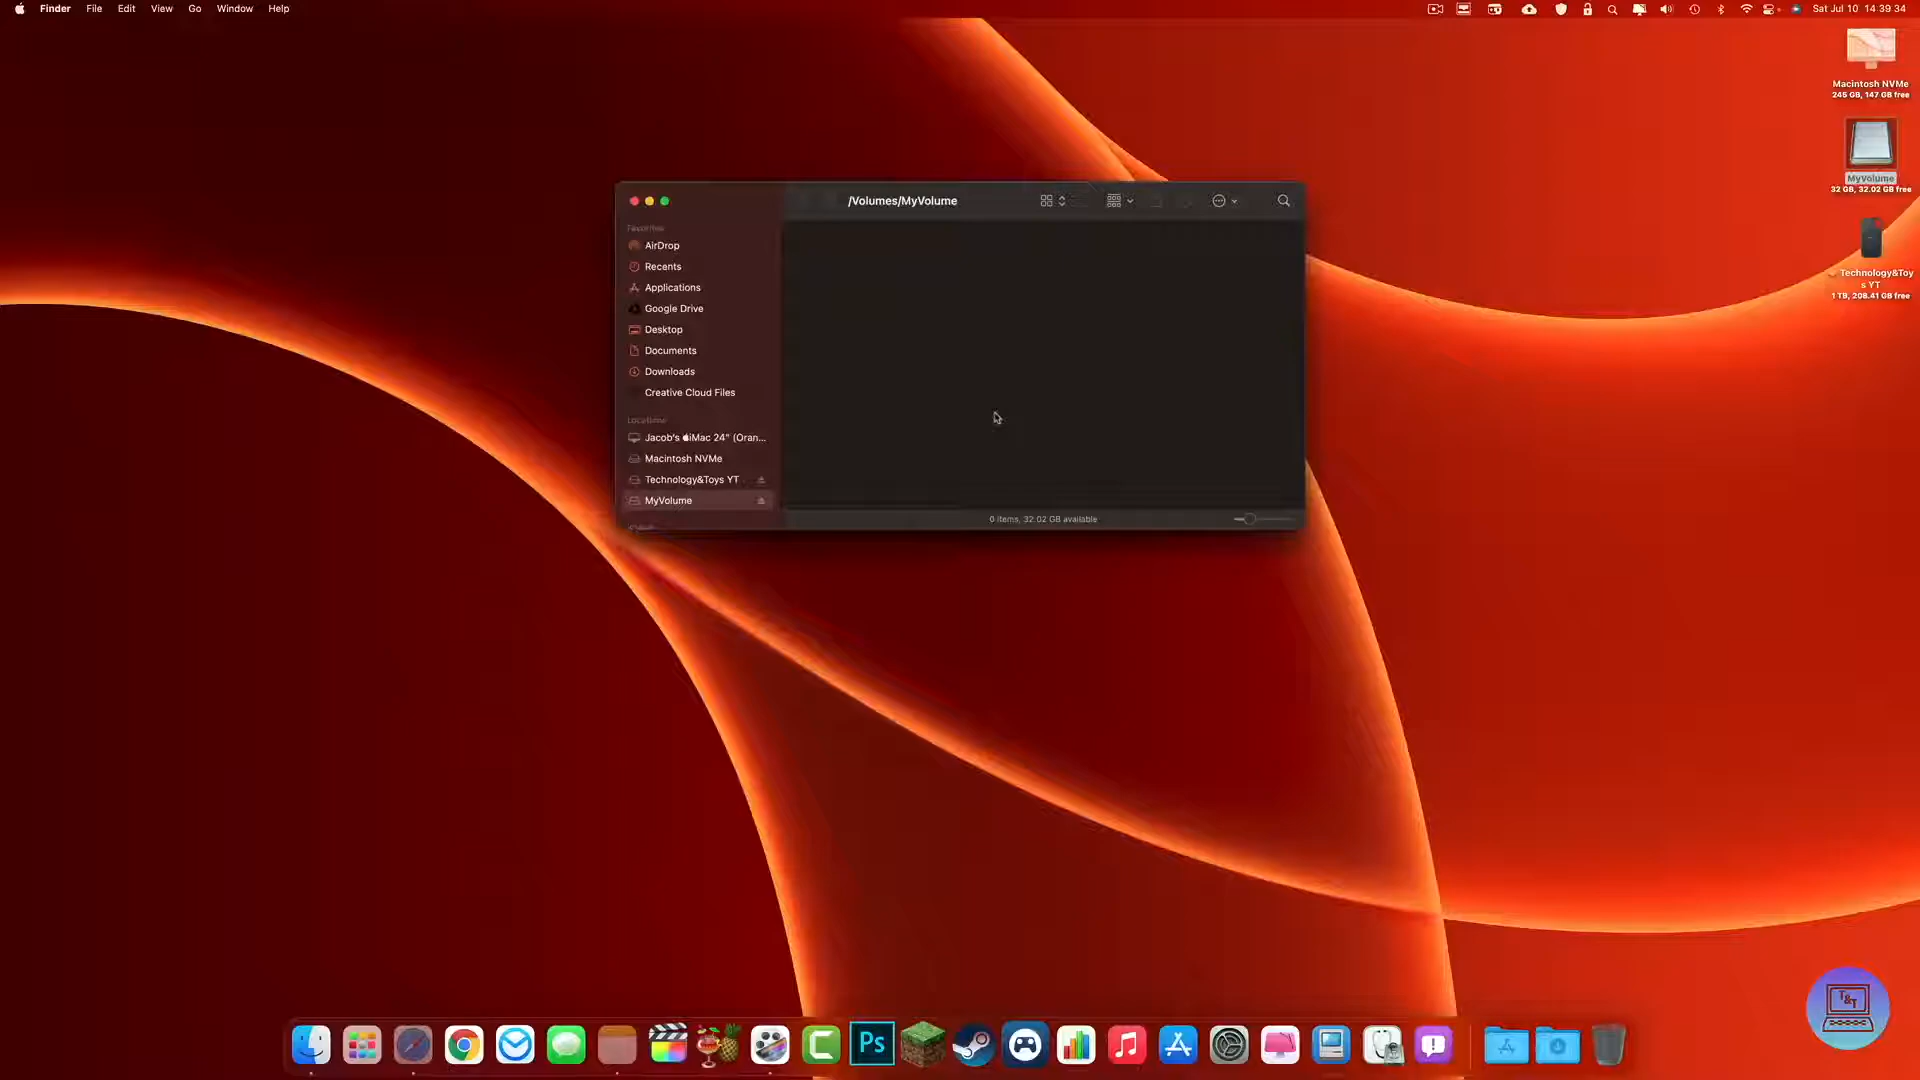 Finder File Edit View Go Window Help
Sat Jul 10 14:39:34
Macintosh NVMe
245 GB, 147 GB free
MyVolume
32 GB, 32.02 GB free
Technology&Toy
s YT
1 TB, 208.41 GB free
/Volumes/MyVolume
Favorites
AirDrop
Recents
Applications
Google Drive
Desktop
Documents
Downloads
Creative Cloud Files
Locations
Jacob's iMac 24" (Oran...
Macintosh NVMe
Technology&Toys YT
MyVolume
0 items, 32.02 GB available
Ps
T&T